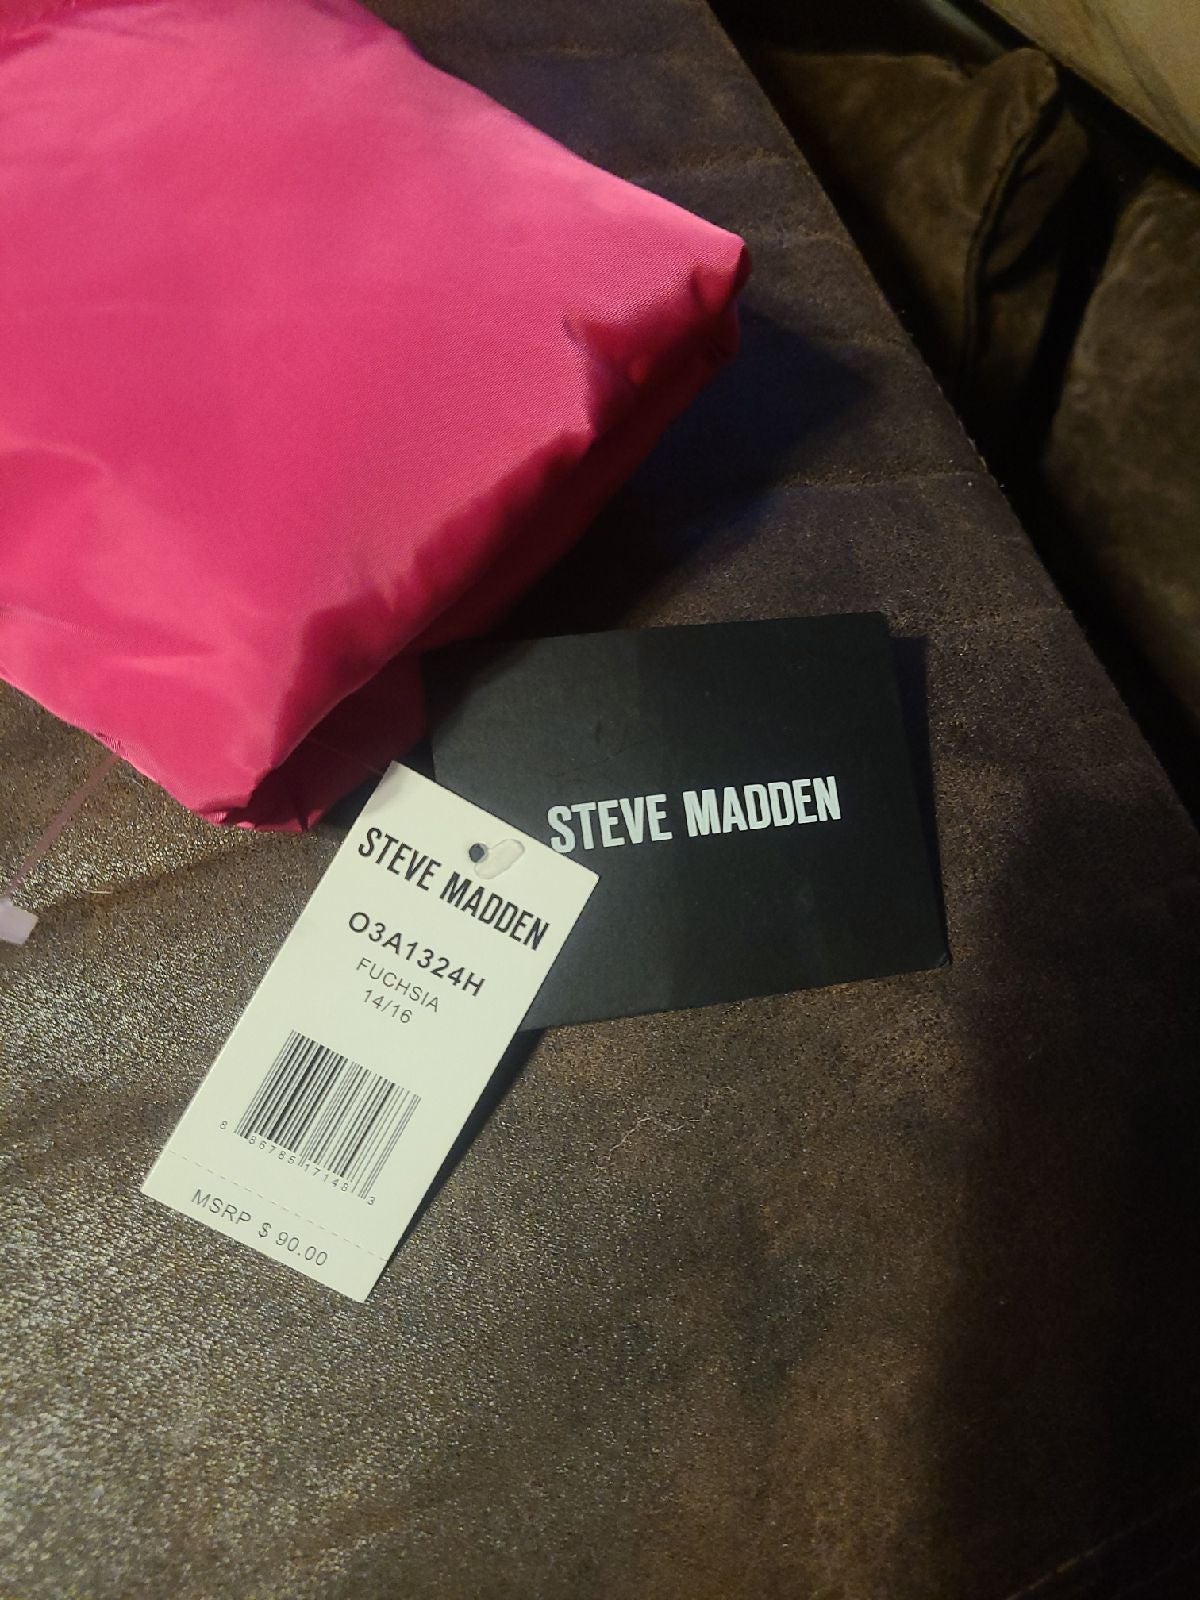 STEVE MADDEN
STEVE MADDEN
O3A1324H
FUCHSIA
14/16
MSRP $ 90.00